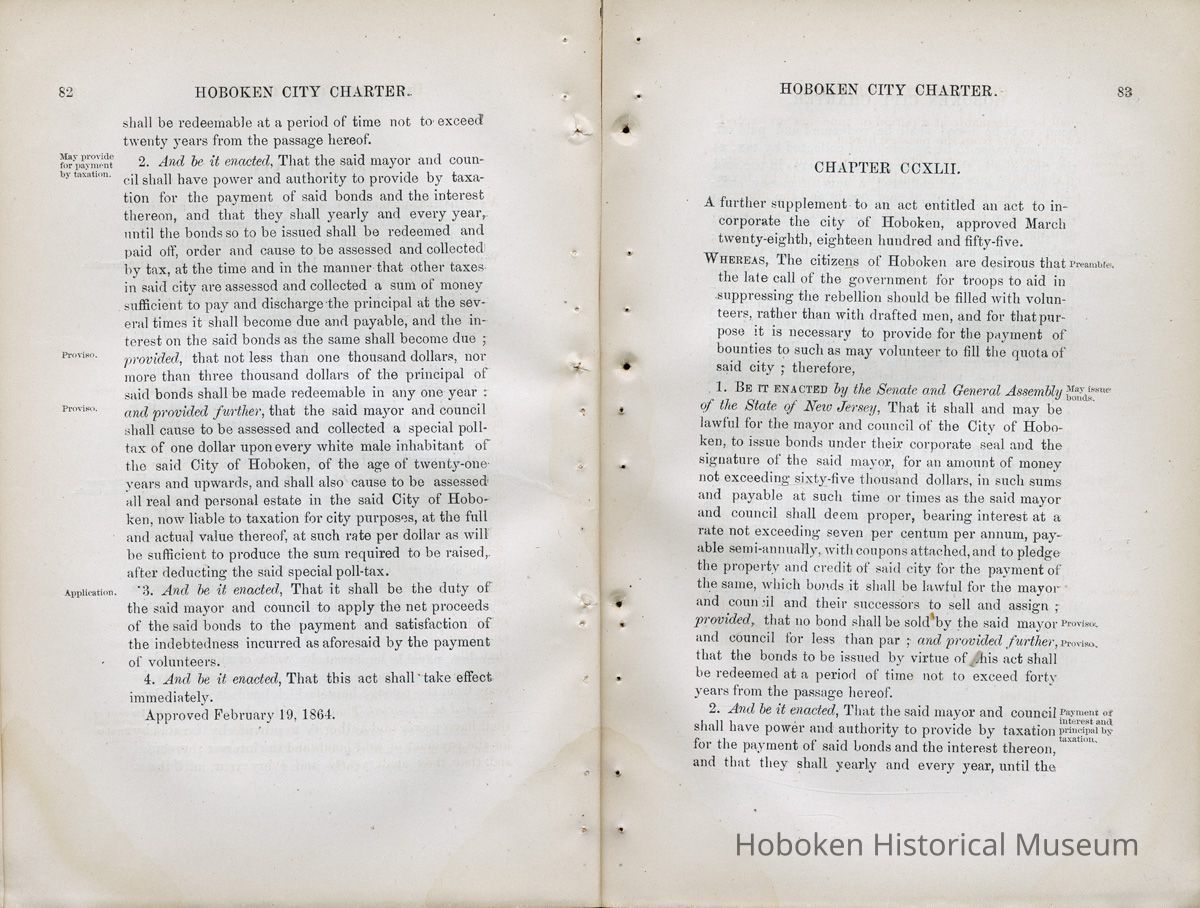 82
HOBOKEN CITY CHARTER.
shall be redeemable at a period of time not to exceed
twenty years from the passage hereof.
May provide
for payment
by taxation.
2. And be it enacted, That the said mayor and coun-
cil shall have power and authority to provide by taxa-
tion for the payment of said bonds and the interest
thereon, and that they shall yearly and every year,
until the bonds so to be issued shall be redeemed and
paid off, order and cause to be assessed and collected
by tax, at the time and in the manner that other taxes
in said city are assessed and collected a sum of money
sufficient to pay and discharge the principal at the sev-
eral times it shall become due and payable, and the in-
terest on the said bonds as the same shall become due ;
Proviso.
provided, that not less than one thousand dollars, nor
more than three thousand dollars of the principal of
said bonds shall be made redeemable in any one year :
Proviso.
and provided further, that the said mayor and council
shall cause to be assessed and collected a special poll-
tax of one dollar upon every white male inhabitant of
the said City of Hoboken, of the age of twenty-one
years and upwards, and shall also cause to be assessed
all real and personal estate in the said City of Hobo-
ken, now liable to taxation for city purposes, at the full
and actual value thereof, at such rate per dollar as will
be sufficient to produce the sum required to be raised,
after deducting the said special poll-tax.
Application.
3. And be it enacted, That it shall be the duty of
the said mayor and council to apply the net proceeds
of the said bonds to the payment and satisfaction of
the indebtedness incurred as aforesaid by the payment
of volunteers.
4. And be it enacted, That this act shall take effect
immediately.
Approved February 19, 1864.
HOBOKEN CITY CHARTER.
83
CHAPTER CCXLII.
A further supplement to an act entitled an act to in-
corporate the city of Hoboken, approved March
twenty-eighth, eighteen hundred and fifty-five.
WHEREAS, The citizens of Hoboken are desirous that
Preamble.
the late call of the government for troops to aid in
suppressing the rebellion should be filled with volun-
teers, rather than with drafted men, and for that pur-
pose it is necessary to provide for the payment of
bounties to such as may volunteer to fill the quota of
said city ; therefore,
1. BE IT ENACTED by the Senate and General Assembly
May issue
bonds.
of the State of New Jersey, That it shall and may be
lawful for the mayor and council of the City of Hobo-
ken, to issue bonds under their corporate seal and the
signature of the said mayor, for an amount of money
not exceeding sixty-five thousand dollars, in such sums
and payable at such time or times as the said mayor
and council shall deem proper, bearing interest at a
rate not exceeding seven per centum per annum, pay-
able semi-annually, with coupons attached, and to pledge
the property and credit of said city for the payment of
the same, which bonds it shall be lawful for the mayor
and council and their successors to sell and assign ;
provided, that no bond shall be sold by the said mayor
Proviso.
and council for less than par ; and provided further,
Proviso.
that the bonds to be issued by virtue of this act shall
be redeemed at a period of time not to exceed forty
years from the passage hereof.
2. And be it enacted, That the said mayor and council
Payment of
interest and
principal by
taxation.
shall have power and authority to provide by taxation
for the payment of said bonds and the interest thereon,
and that they shall yearly and every year, until the
Hoboken Historical Museum